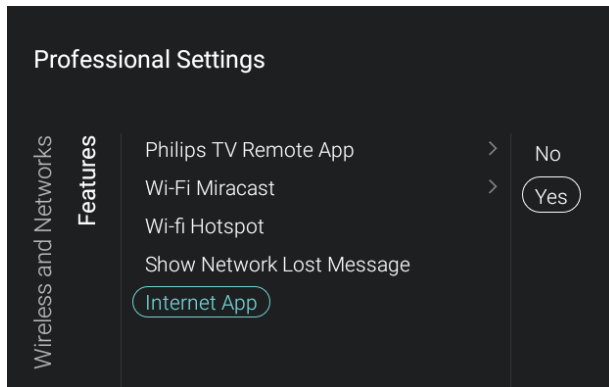 Professional Settings
Wireless and Networks
Features
Philips TV Remote App
Wi-Fi Miracast
Wi-fi Hotspot
Show Network Lost Message
Internet App
No
Yes